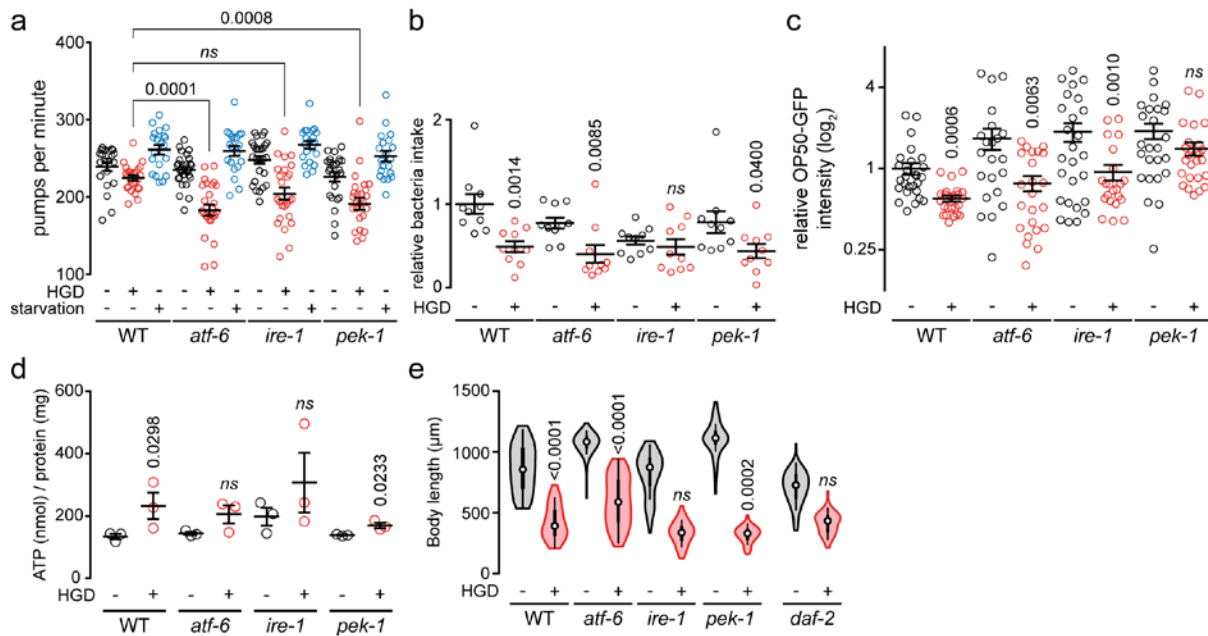 a
pumps per minute
400
300
200
100
0.0008
ns
0.0001
HGD - + - - + - - + - - + -
starvation - - + - - + - - + - - +
WT atf-6 ire-1 pek-1
b
relative bacteria intake
2
1
0
0.0014
0.0085
ns
0.0400
HGD - + - + - + - +
WT atf-6 ire-1 pek-1
c
relative OP50-GFP
intensity (log2)
4
1
0.25
0.0006
0.0063
0.0010
ns
HGD - + - + - + - +
WT atf-6 ire-1 pek-1
d
ATP (nmol) / protein (mg)
600
400
200
0
0.0298
ns
ns
0.0233
HGD - + - + - + - +
WT atf-6 ire-1 pek-1
e
Body length (µm)
1500
1000
500
0
<0.0001
<0.0001
ns
0.0002
ns
HGD - + - + - + - + - +
WT atf-6 ire-1 pek-1 daf-2